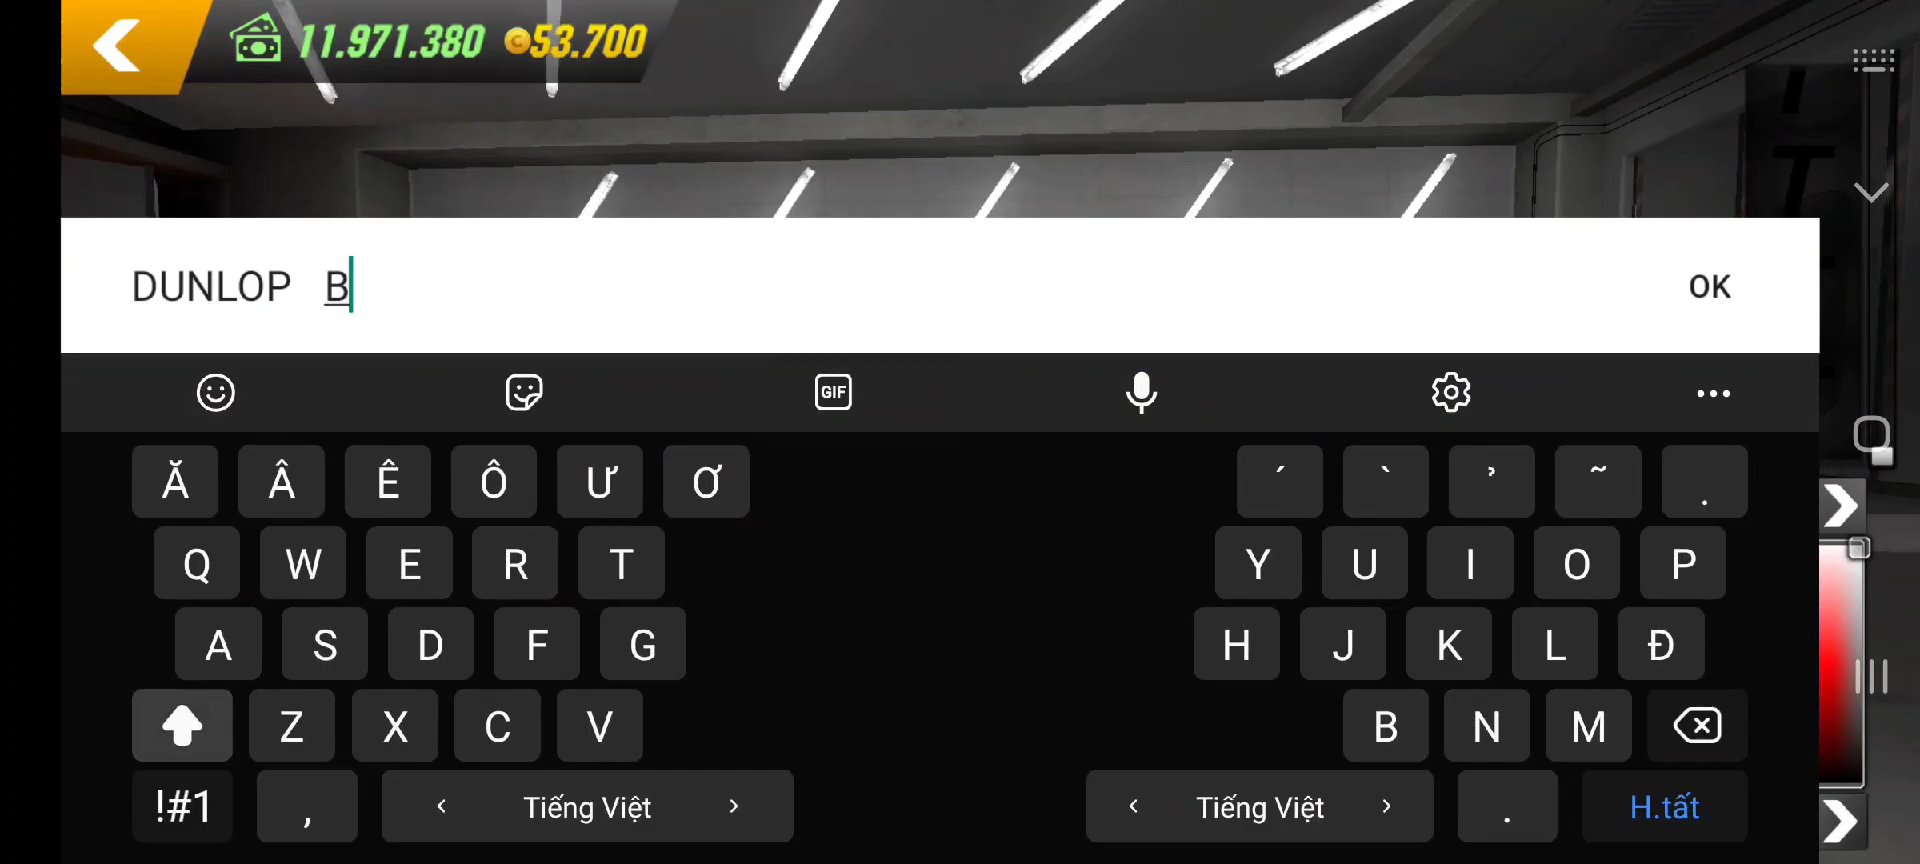 11.971.380 C 53.700
DUNLOP B
OK
GIF
Ă Â Ê Ô Ư Ơ ´ ` ̉ ~ .
Q W E R T Y U I O P
A S D F G H J K L Đ
Z X C V B N M
!#1 , < Tiếng Việt > < Tiếng Việt > . H.tất